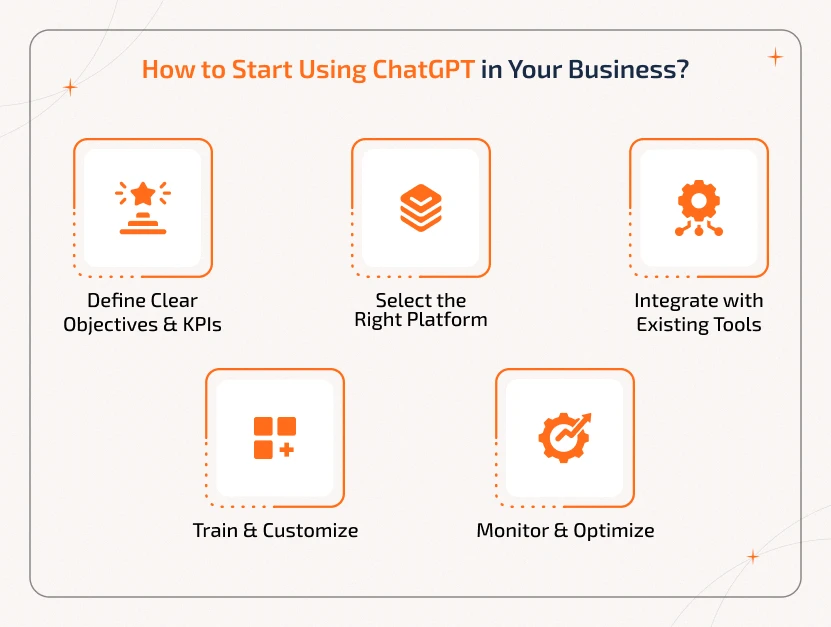 How to Start Using ChatGPT in Your Business?
Define Clear
Objectives & KPIs
Select the
Right Platform
Integrate with
Existing Tools
Train & Customize
Monitor & Optimize